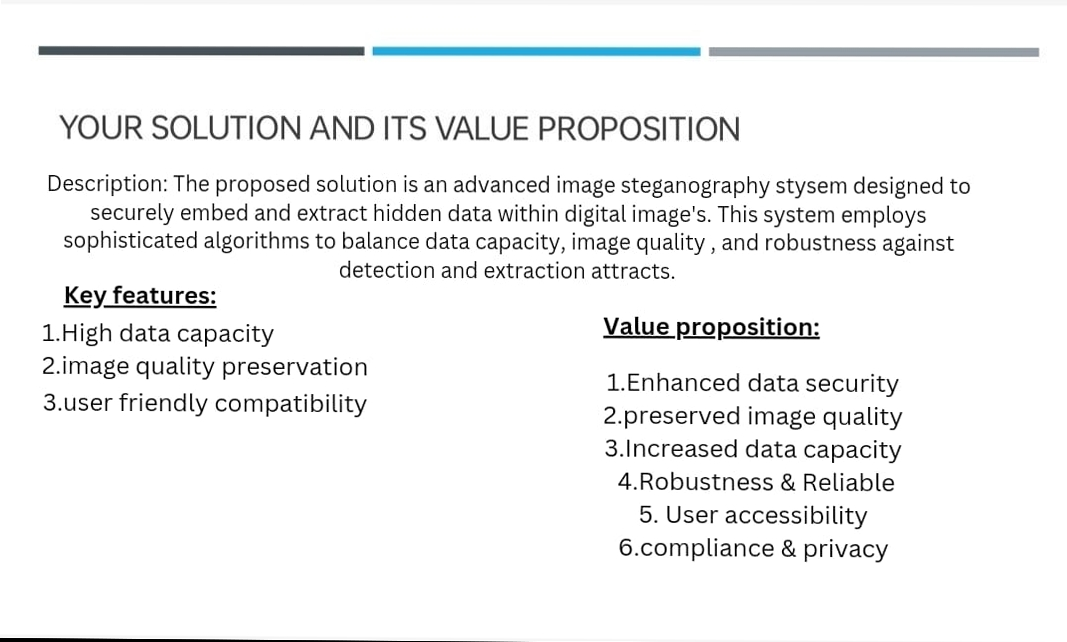 YOUR SOLUTION AND ITS VALUE PROPOSITION
Description: The proposed solution is an advanced image steganography stysem designed to
securely embed and extract hidden data within digital image's. This system employs
sophisticated algorithms to balance data capacity, image quality , and robustness against
detection and extraction attracts.
Key features:
1.High data capacity
2.image quality preservation
3.user friendly compatibility
Value proposition:
1.Enhanced data security
2.preserved image quality
3.Increased data capacity
4.Robustness & Reliable
5. User accessibility
6.compliance & privacy